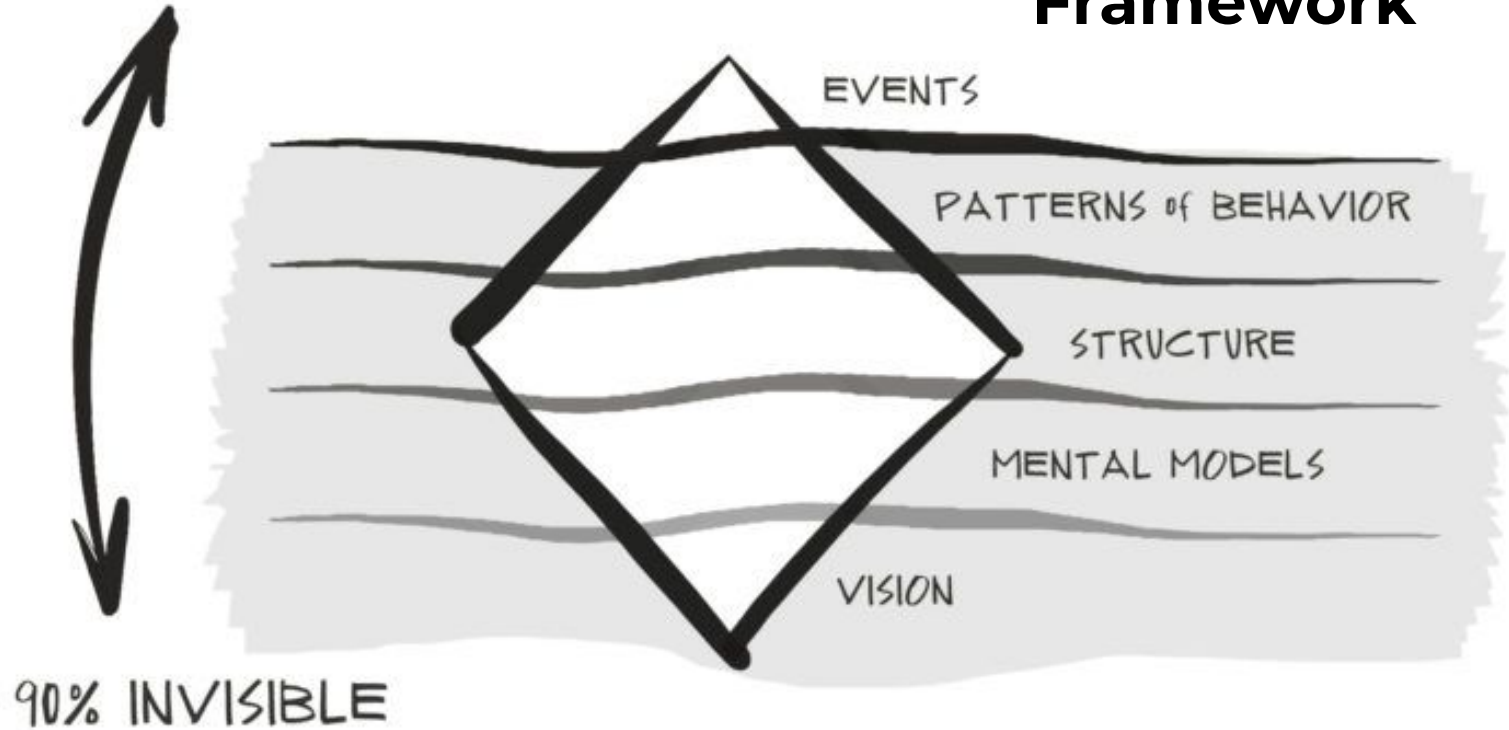 Framework
EVENTS
PATTERNS of BEHAVIOR
STRUCTURE
MENTAL MODELS
VISION
90% INVISIBLE